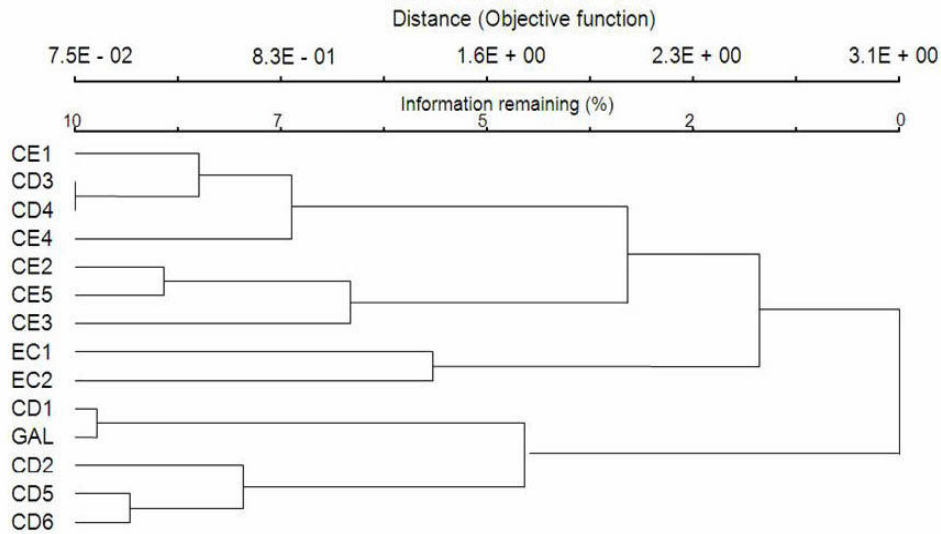 Distance (Objective function)
7.5E - 02 8.3E - 01 1.6E + 00 2.3E + 00 3.1E + 00
Information remaining (%)
10 7 5 2 0
CE1
CD3
CD4
CE4
CE2
CE5
CE3
EC1
EC2
CD1
GAL
CD2
CD5
CD6